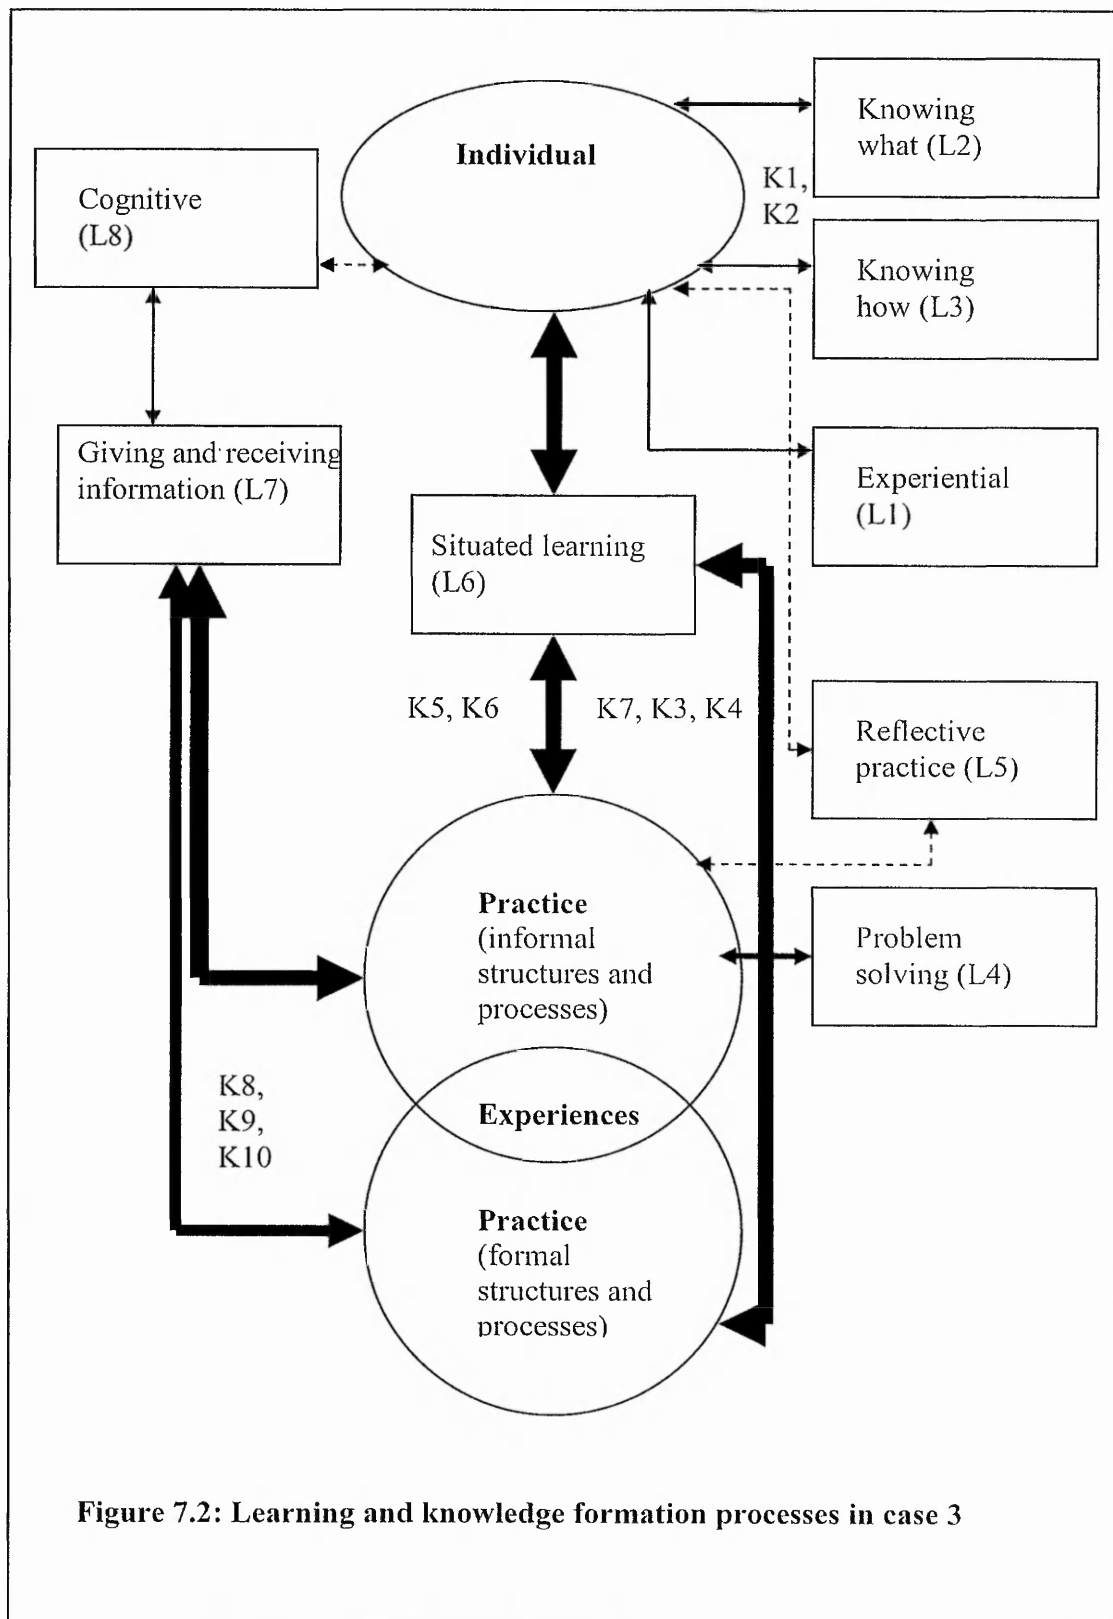 Individual
Knowing
what (L2)
K1,
K2
Cognitive
(L8)
Knowing
how (L3)
Giving and receiving
information (L7)
Experiential
(L1)
Situated learning
(L6)
K5, K6
K7, K3, K4
Reflective
practice (L5)
Practice
(informal
structures and
processes)
Problem
solving (L4)
K8,
K9,
K10
Experiences
Practice
(formal
structures and
processes)
Figure 7.2: Learning and knowledge formation processes in case 3